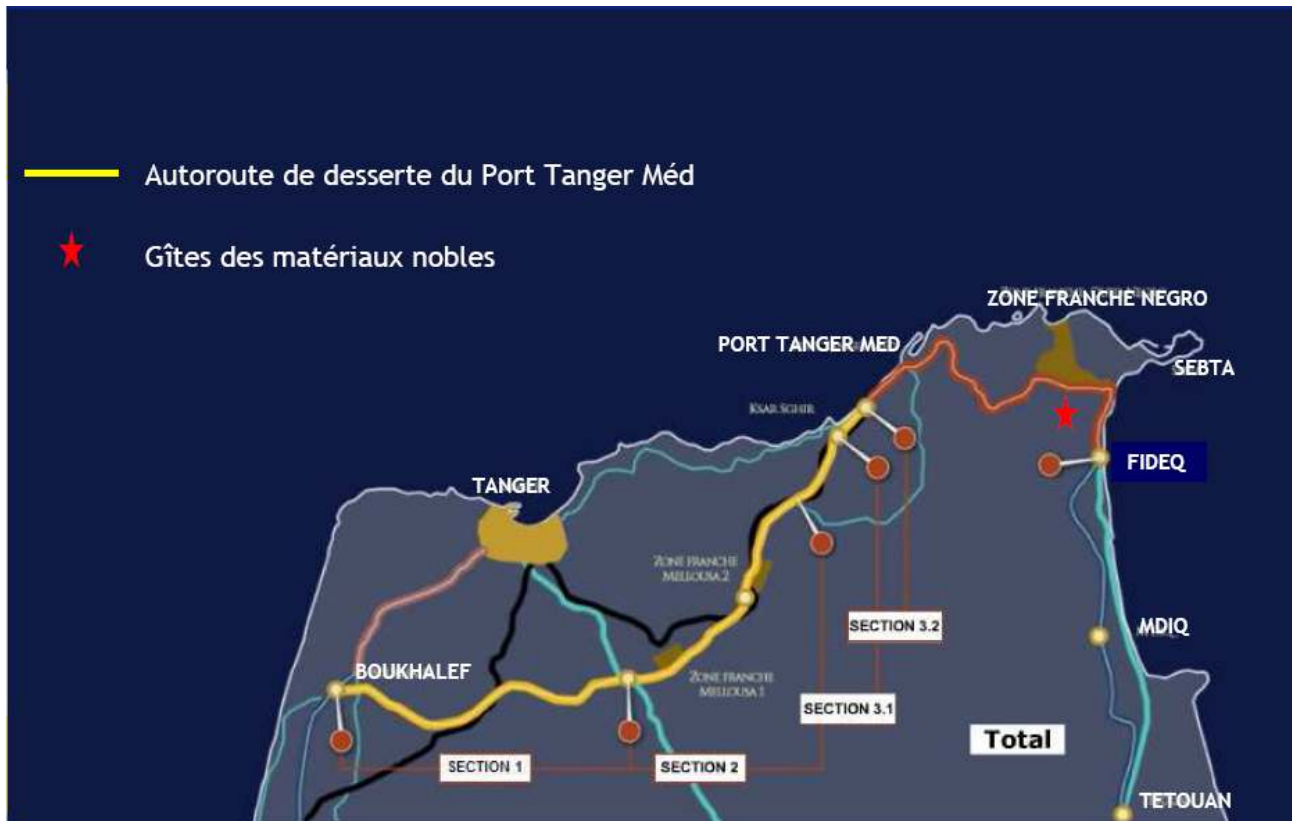 Autoroute de desserte du Port Tanger Méd
Gîtes des matériaux nobles
ZONE FRANCHE NEGRO
PORT TANGER MED
SEBTA
KSAR SGHIR
FIDEQ
TANGER
ZONE FRANCHE
MELLOUSA 2
SECTION 3.2
MDIQ
BOUKHALEF
ZONE FRANCHE
MELLOUSA 1
SECTION 3.1
Total
SECTION 1
SECTION 2
TETOUAN